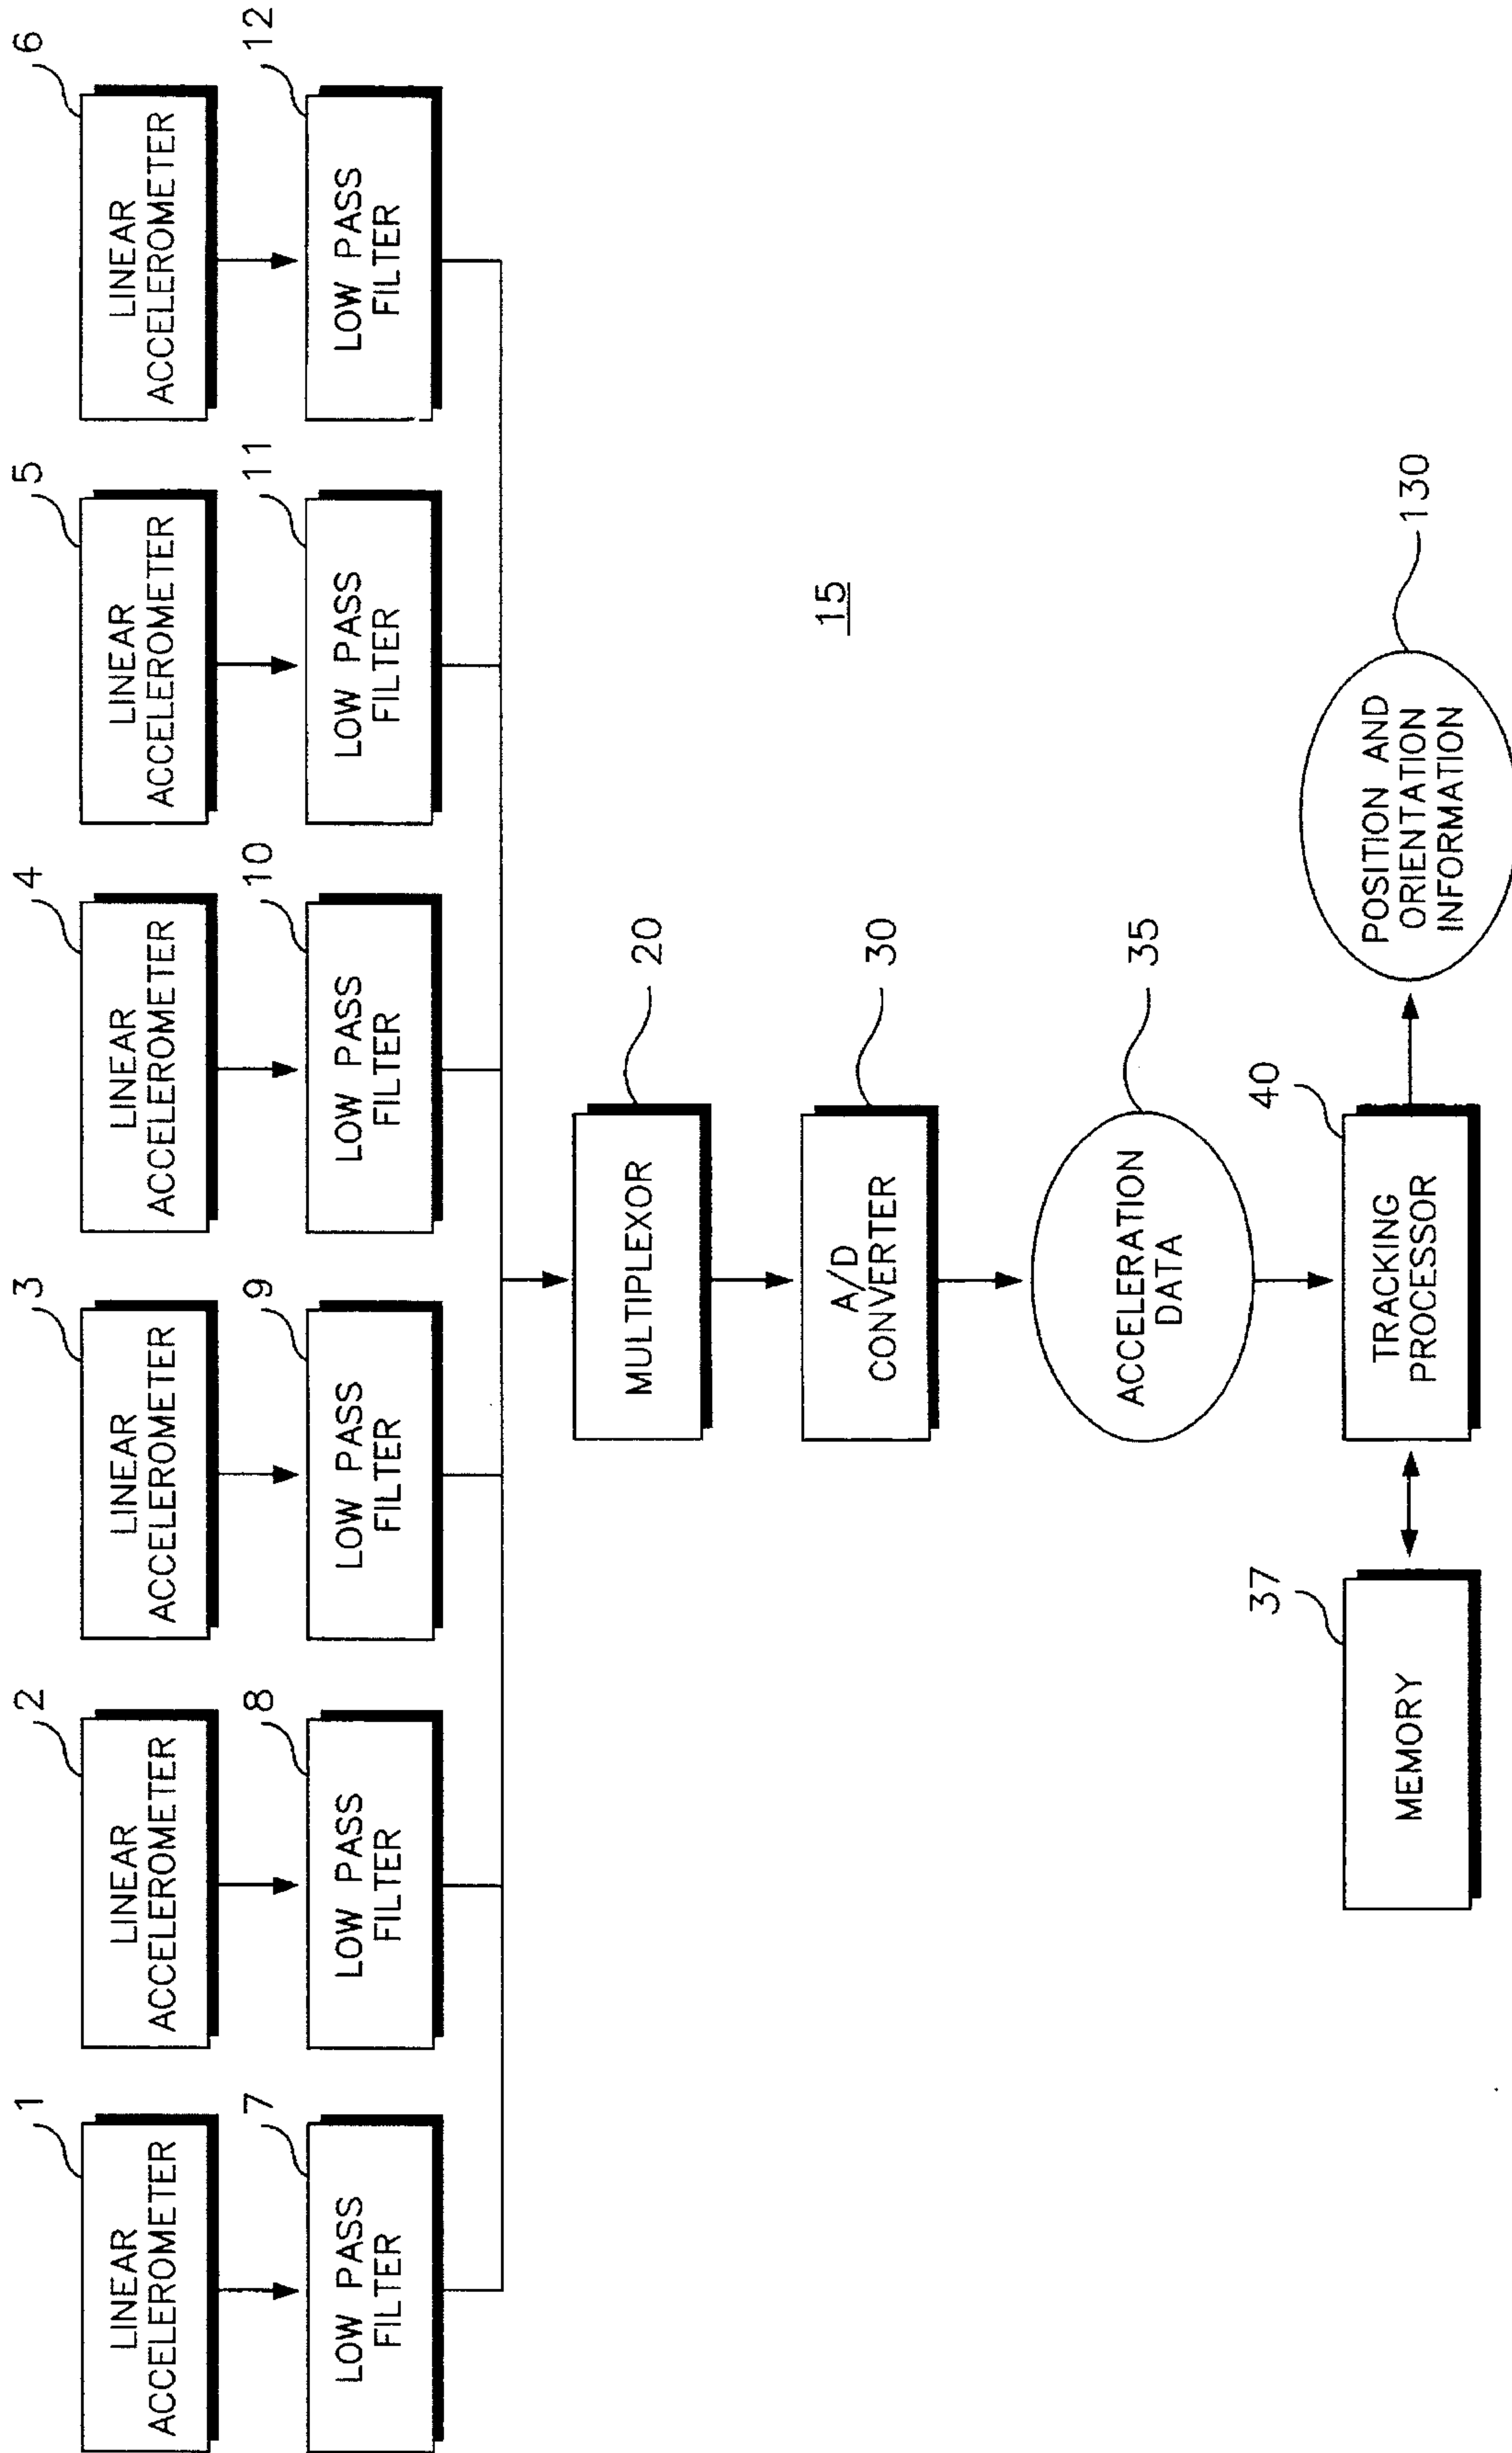 1
LINEAR
ACCELEROMETER
2
LINEAR
ACCELEROMETER
3
LINEAR
ACCELEROMETER
4
LINEAR
ACCELEROMETER
5
LINEAR
ACCELEROMETER
6
LINEAR
ACCELEROMETER
7
LOW PASS
FILTER
8
LOW PASS
FILTER
9
LOW PASS
FILTER
10
LOW PASS
FILTER
11
LOW PASS
FILTER
12
LOW PASS
FILTER
20
MULTIPLEXOR
15
30
A/D
CONVERTER
35
ACCELERATION
DATA
37
MEMORY
40
TRACKING
PROCESSOR
130
POSITION AND
ORIENTATION
INFORMATION